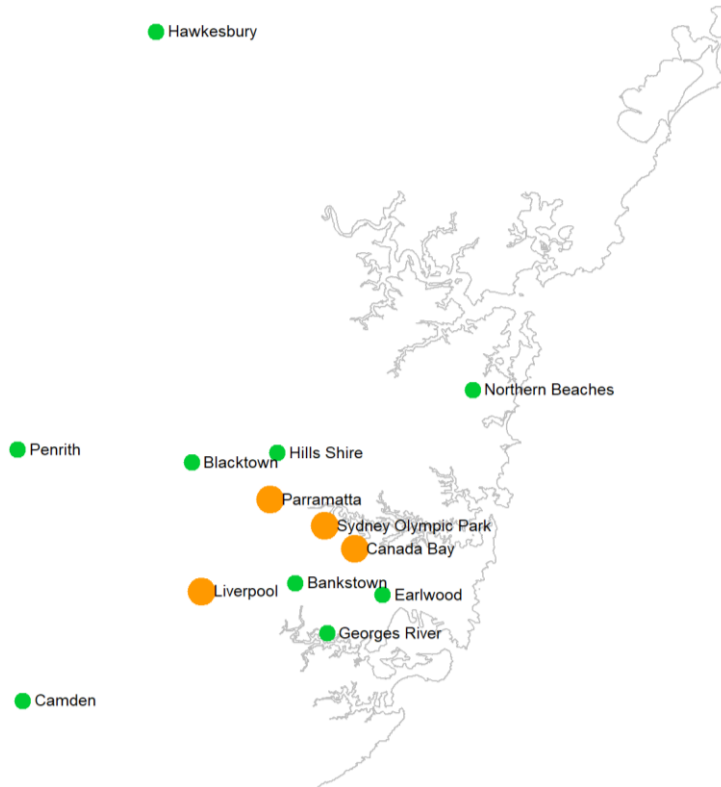 Hawkesbury
Northern Beaches
Penrith
Hills Shire
Blacktown
Parramatta
Sydney Olympic Park
Canada Bay
Bankstown
Liverpool
Earlwood
Georges River
Camden